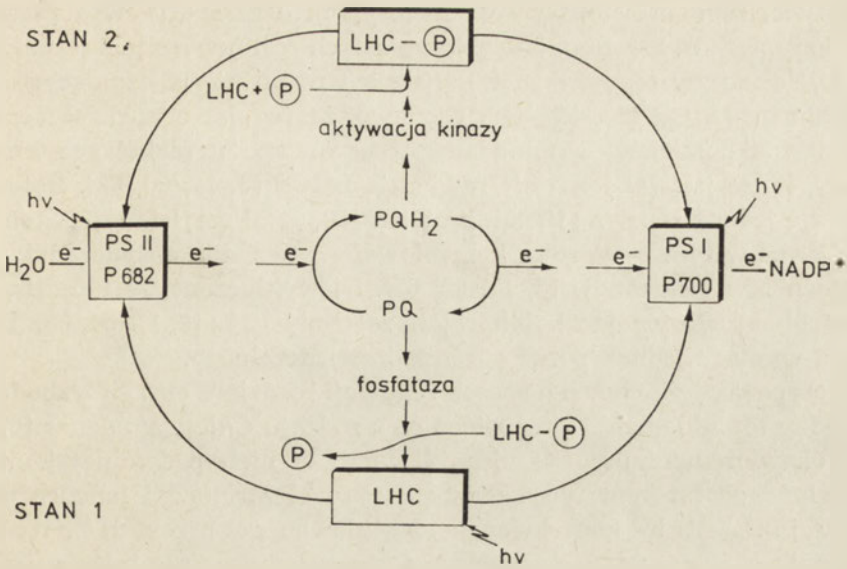 STAN 2.
LHC – P
LHC + P
aktywacja kinazy
hv
hv
PQH₂
PS II
P 682
PS I
P700
H₂O
e⁻
e⁻
e⁻
e⁻
e⁻
e⁻
NADP⁺
PQ
fosfataza
P
LHC – P
LHC
STAN 1
hv